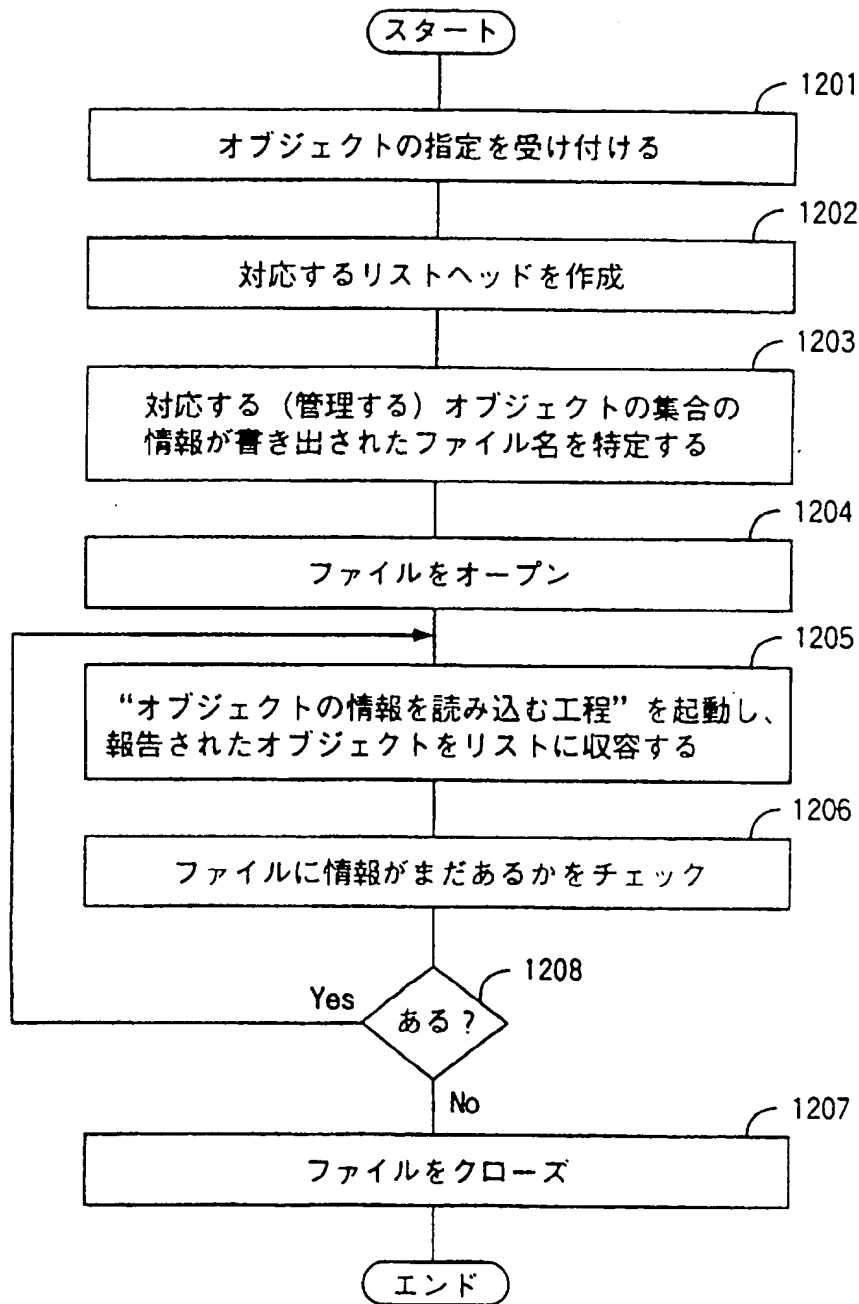 スタート
1201
オブジェクトの指定を受け付ける
1202
対応するリストヘッドを作成
1203
対応する（管理する）オブジェクトの集合の
情報が書き出されたファイル名を特定する
1204
ファイルをオープン
1205
“オブジェクトの情報を読み込む工程”を起動し、
報告されたオブジェクトをリストに収容する
1206
ファイルに情報がまだあるかをチェック
1208
Yes
ある？
No
1207
ファイルをクローズ
エンド